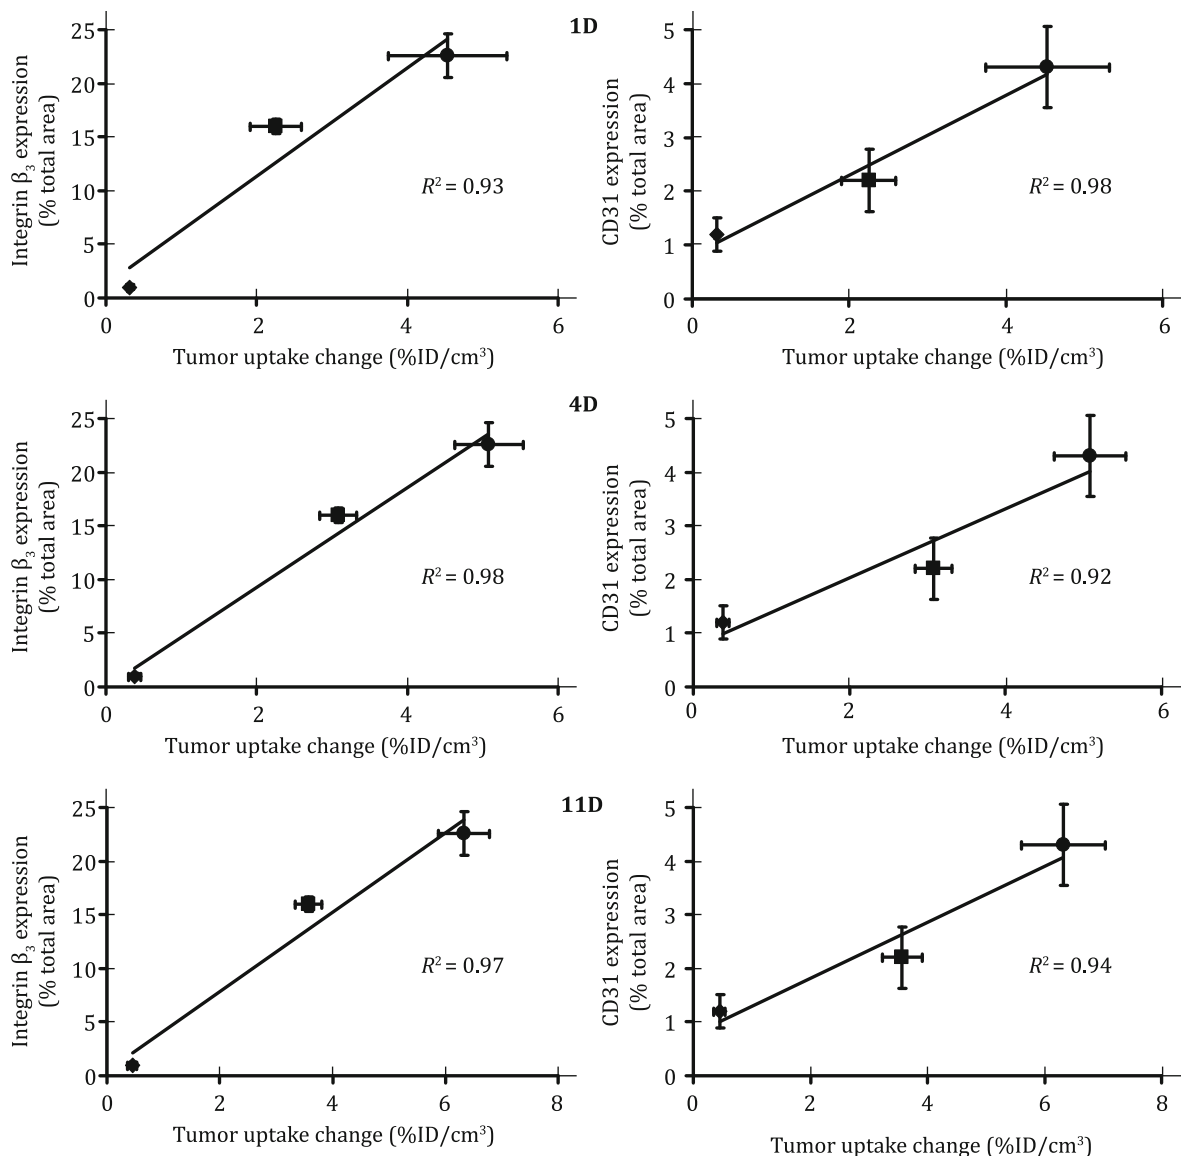 1D
Integrin β₃ expression
(% total area)
25
20
15
10
5
0
R² = 0.93
0 2 4 6
Tumor uptake change (%ID/cm³)
CD31 expression
(% total area)
5
4
3
2
1
0
R² = 0.98
0 2 4 6
Tumor uptake change (%ID/cm³)
4D
Integrin β₃ expression
(% total area)
25
20
15
10
5
0
R² = 0.98
0 2 4 6
Tumor uptake change (%ID/cm³)
CD31 expression
(% total area)
5
4
3
2
1
0
R² = 0.92
0 2 4 6
Tumor uptake change (%ID/cm³)
11D
Integrin β₃ expression
(% total area)
25
20
15
10
5
0
R² = 0.97
0 2 4 6 8
Tumor uptake change (%ID/cm³)
CD31 expression
(% total area)
5
4
3
2
1
0
R² = 0.94
0 2 4 6 8
Tumor uptake change (%ID/cm³)